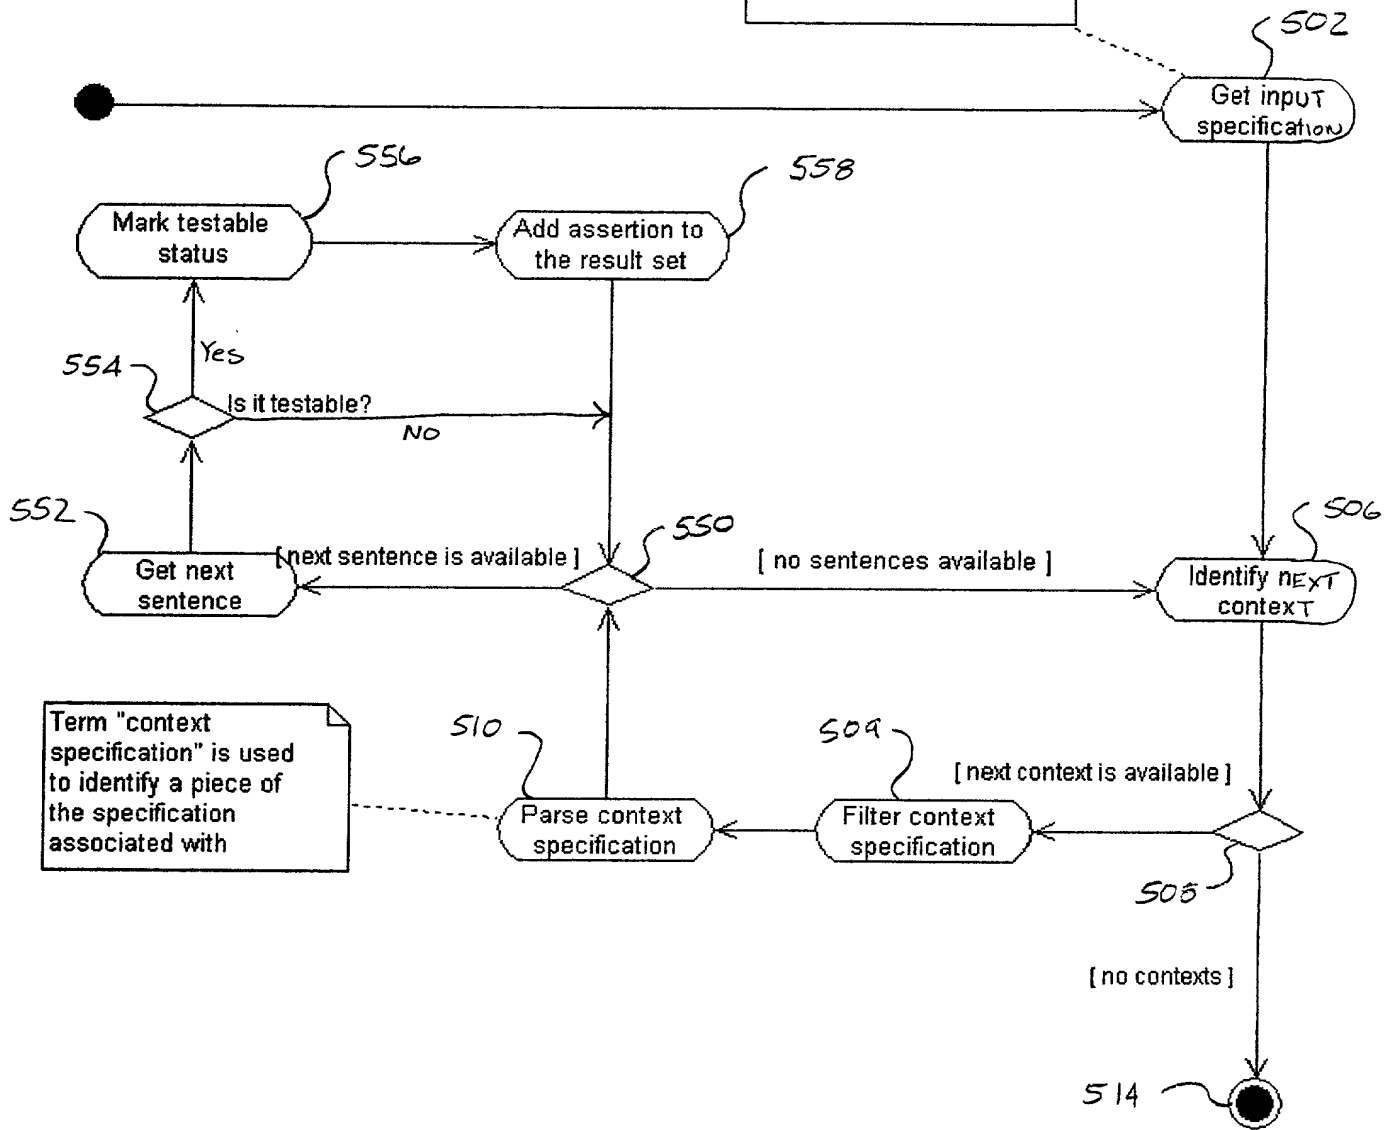 502
Get input
specification
556
558
Mark testable
status
Add assertion to
the result set
Yes
554
Is it testable?
NO
552
550
506
[ next sentence is available ]
[ no sentences available ]
Get next
sentence
Identify nEXT
contexT
Term "context
specification" is used
to identify a piece of
the specification
associated with
510
509
[ next context is available ]
Parse context
specification
Filter context
specification
508
[ no contexts ]
514